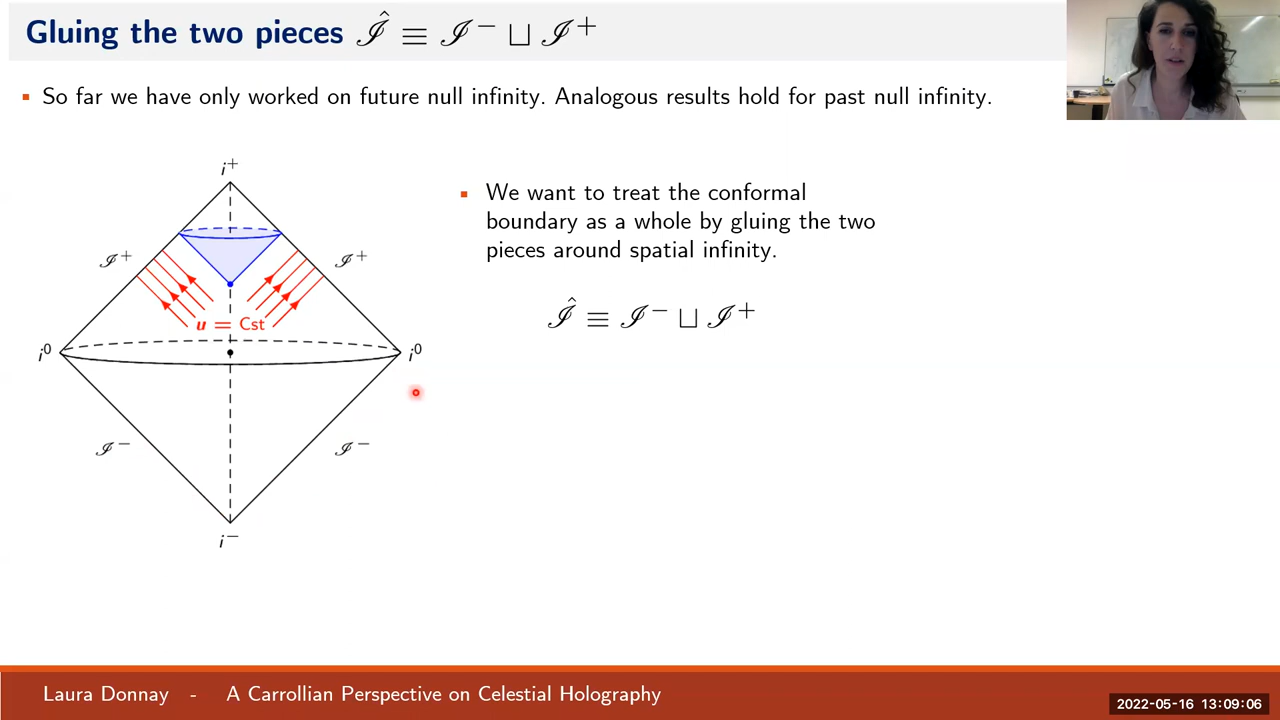 Gluing the two pieces 𝓘̂ ≡ 𝓘⁻ ⊔ 𝓘⁺
So far we have only worked on future null infinity. Analogous results hold for past null infinity.
i⁺
We want to treat the conformal
boundary as a whole by gluing the two
pieces around spatial infinity.
𝓘⁺
𝓘⁺
𝓘̂ ≡ 𝓘⁻ ⊔ 𝓘⁺
u = Cst
i⁰
i⁰
𝓘⁻
𝓘⁻
i⁻
Laura Donnay - A Carrollian Perspective on Celestial Holography
2022-05-16 13:09:06